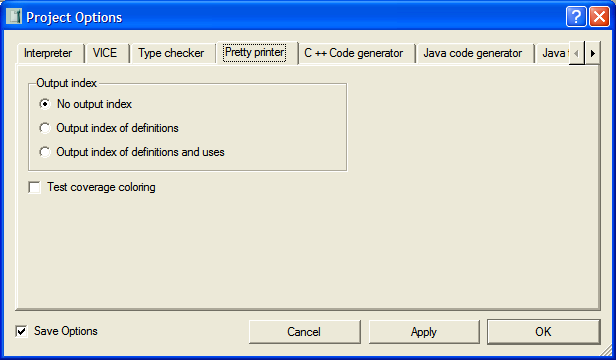 Project Options
Interpreter VICE Type checker Pretty printer C ++ Code generator Java code generator Java
Output index
No output index
Output index of definitions
Output index of definitions and uses
Test coverage coloring
Save Options Cancel Apply OK